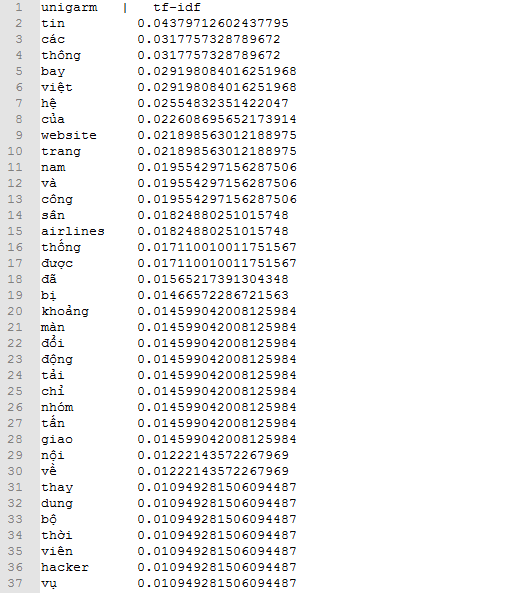 1 unigarm | tf-idf
2 tin 0.04379712602437795
3 các 0.0317757328789672
4 thông 0.0317757328789672
5 bay 0.029198084016251968
6 việt 0.029198084016251968
7 hệ 0.02554832351422047
8 của 0.022608695652173914
9 website 0.021898563012188975
10 trang 0.021898563012188975
11 nam 0.019554297156287506
12 và 0.019554297156287506
13 công 0.019554297156287506
14 sân 0.01824880251015748
15 airlines 0.01824880251015748
16 thống 0.017110010011751567
17 được 0.017110010011751567
18 đã 0.01565217391304348
19 bị 0.01466572286721563
20 khoảng 0.014599042008125984
21 màn 0.014599042008125984
22 đổi 0.014599042008125984
23 động 0.014599042008125984
24 tải 0.014599042008125984
25 chỉ 0.014599042008125984
26 nhóm 0.014599042008125984
27 tấn 0.014599042008125984
28 giao 0.014599042008125984
29 nội 0.01222143572267969
30 về 0.01222143572267969
31 thay 0.010949281506094487
32 dung 0.010949281506094487
33 bộ 0.010949281506094487
34 thời 0.010949281506094487
35 viên 0.010949281506094487
36 hacker 0.010949281506094487
37 vụ 0.010949281506094487